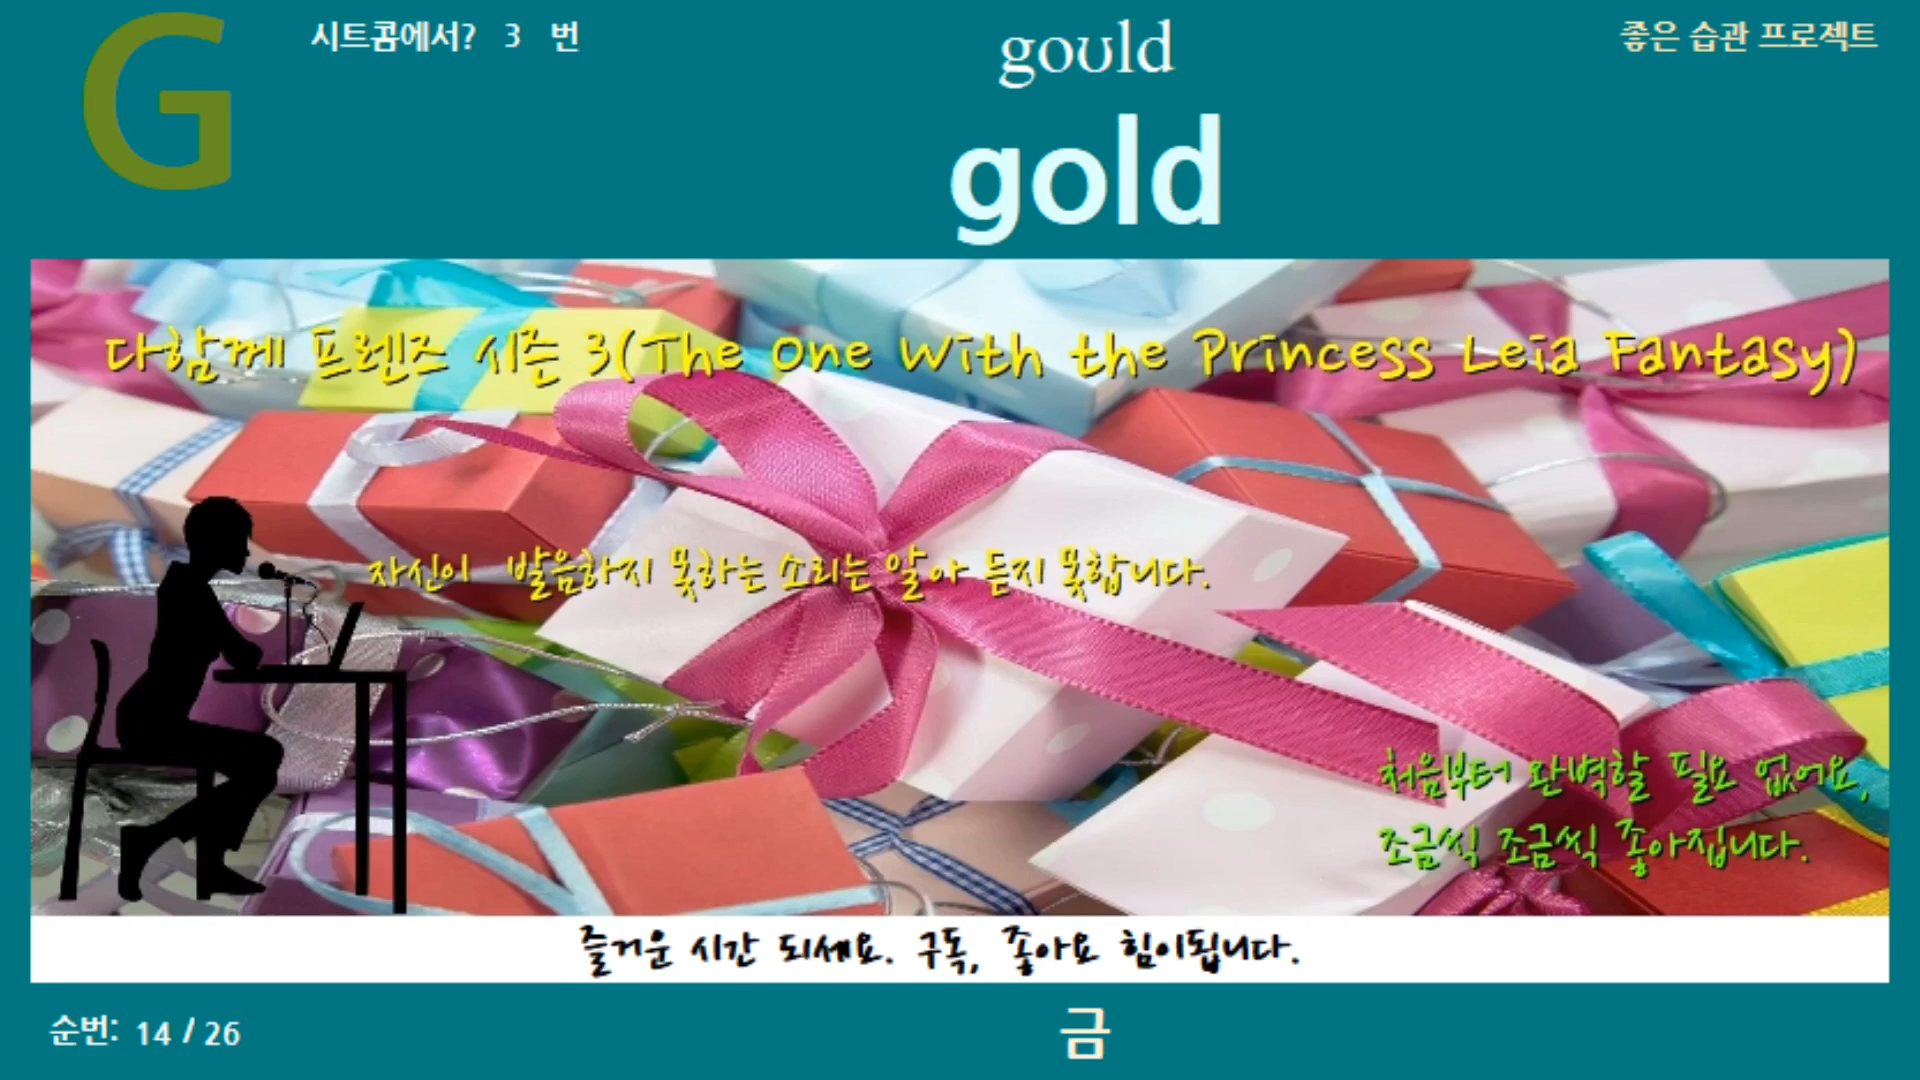 G
시트콤에서? 3 번
goʊld
좋은 습관 프로젝트
gold
다함께 프렌즈 시즌 3(The One With the Princess Leia Fantasy)
자신이 발음하지 못하는 소리는 알아 듣지 못합니다.
처음부터 완벽할 필요 없어요,
조금씩 조금씩 좋아집니다.
즐거운 시간 되세요. 구독, 좋아요 힘이됩니다.
순번: 14 / 26
금